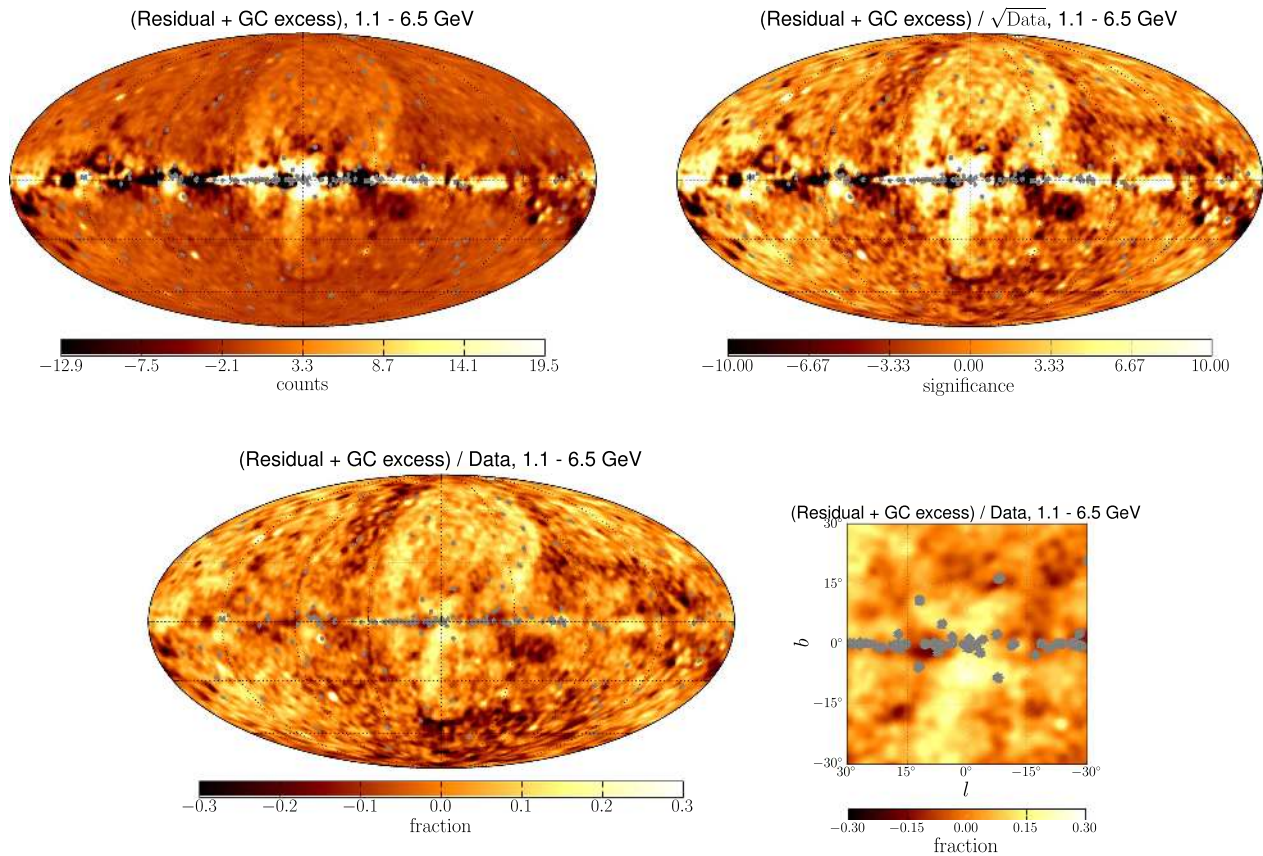 (Residual + GC excess), 1.1 - 6.5 GeV
−12.9 −7.5 −2.1 3.3 8.7 14.1 19.5
counts
(Residual + GC excess) / √Data, 1.1 - 6.5 GeV
−10.00 −6.67 −3.33 0.00 3.33 6.67 10.00
significance
(Residual + GC excess) / Data, 1.1 - 6.5 GeV
−0.3 −0.2 −0.1 0.0 0.1 0.2 0.3
fraction
(Residual + GC excess) / Data, 1.1 - 6.5 GeV
30°
15°
0°
b
−15°
−30°
30° 15° 0° −15° −30°
l
−0.30 −0.15 0.00 0.15 0.30
fraction